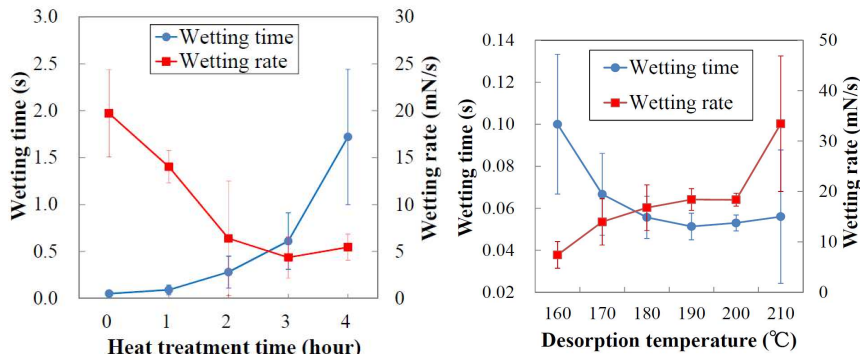 3.0
2.5
2.0
1.5
1.0
0.5
0.0
Wetting time (s)
Wetting time
Wetting rate
30
25
20
15
10
5
0
Wetting rate (mN/s)
0 1 2 3 4
Heat treatment time (hour)
0.14
0.12
0.10
0.08
0.06
0.04
0.02
Wetting time (s)
Wetting time
Wetting rate
50
40
30
20
10
0
Wetting rate (mN/s)
160 170 180 190 200 210
Desorption temperature (℃)